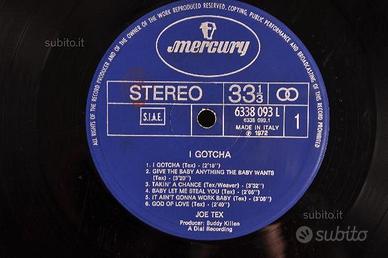 subito.it
ALL RIGHTS OF THE RECORD PRODUCER AND OF THE OWNER OF THE WORK REPRODUCED RESERVED. COPYING, PUBLIC PERFORMANCE AND BROADCASTING OF THIS RECORD PROHIBITED
mercury
STEREO
33 1/3
S.I.A.E.
6338 093 L
6338 093.1
MADE IN ITALY
℗ 1972
1
I GOTCHA
1. I GOTCHA (Tex) - (2'18'')
2. GIVE THE BABY ANYTHING THE BABY WANTS
(Tex) - (3'20'')
3. TAKIN' A CHANCE (Tex/Weaver) - (3'32'')
4. BABY LET ME STEAL YOU (Tex) -
5. IT AIN'T GONNA WORK BABY (Tex) - (3'08'')
6. GOD OF LOVE (Tex) - (2'49'')
JOE TEX
Producer: Buddy Killen
A Dial Recording
subito.it
subito.it
subito